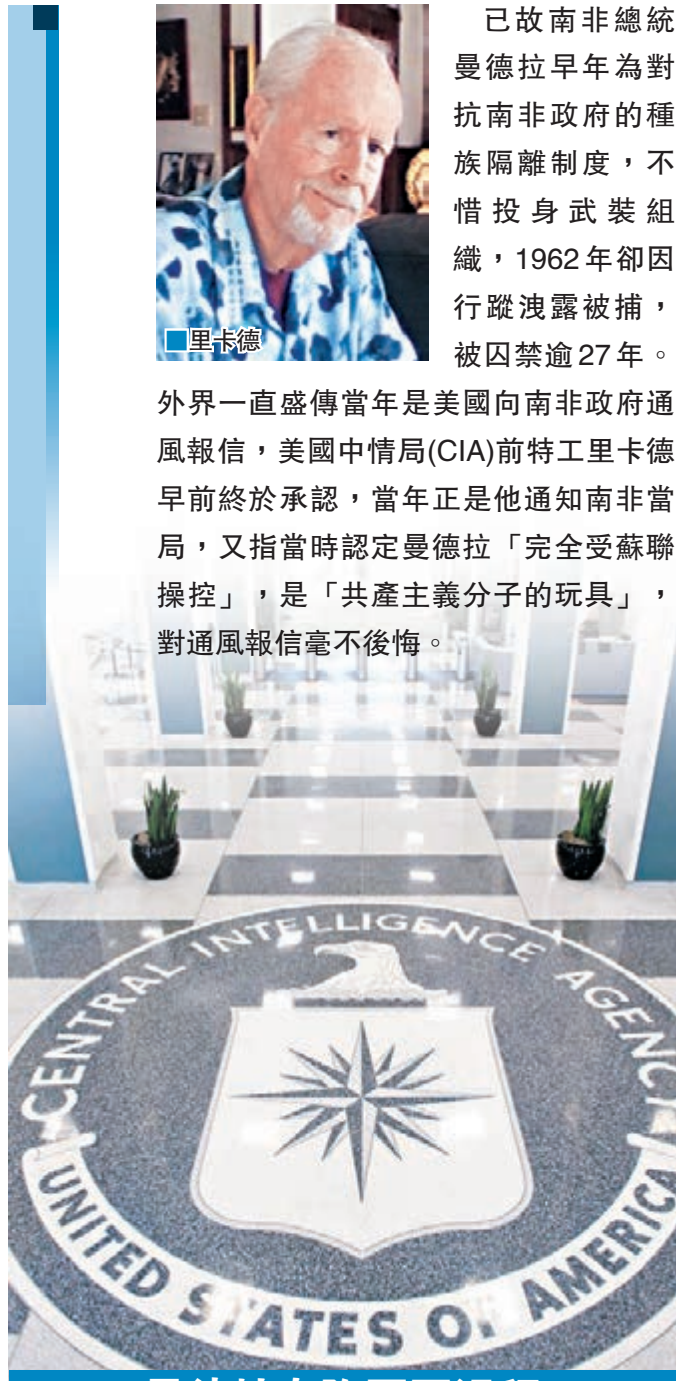 已故南非總統
曼德拉早年為對
抗南非政府的種
族隔離制度，不
惜投身武裝組
織，1962年卻因
行蹤洩露被捕，
被囚禁逾27年。
外界一直盛傳當年是美國向南非政府通
風報信，美國中情局(CIA)前特工里卡德
早前終於承認，當年正是他通知南非當
局，又指當時認定曼德拉「完全受蘇聯
操控」，是「共產主義分子的玩具」，
對通風報信毫不後悔。
■里卡德
CENTRAL INTELLIGENCE AGENCY
UNITED STATES OF AMERICA